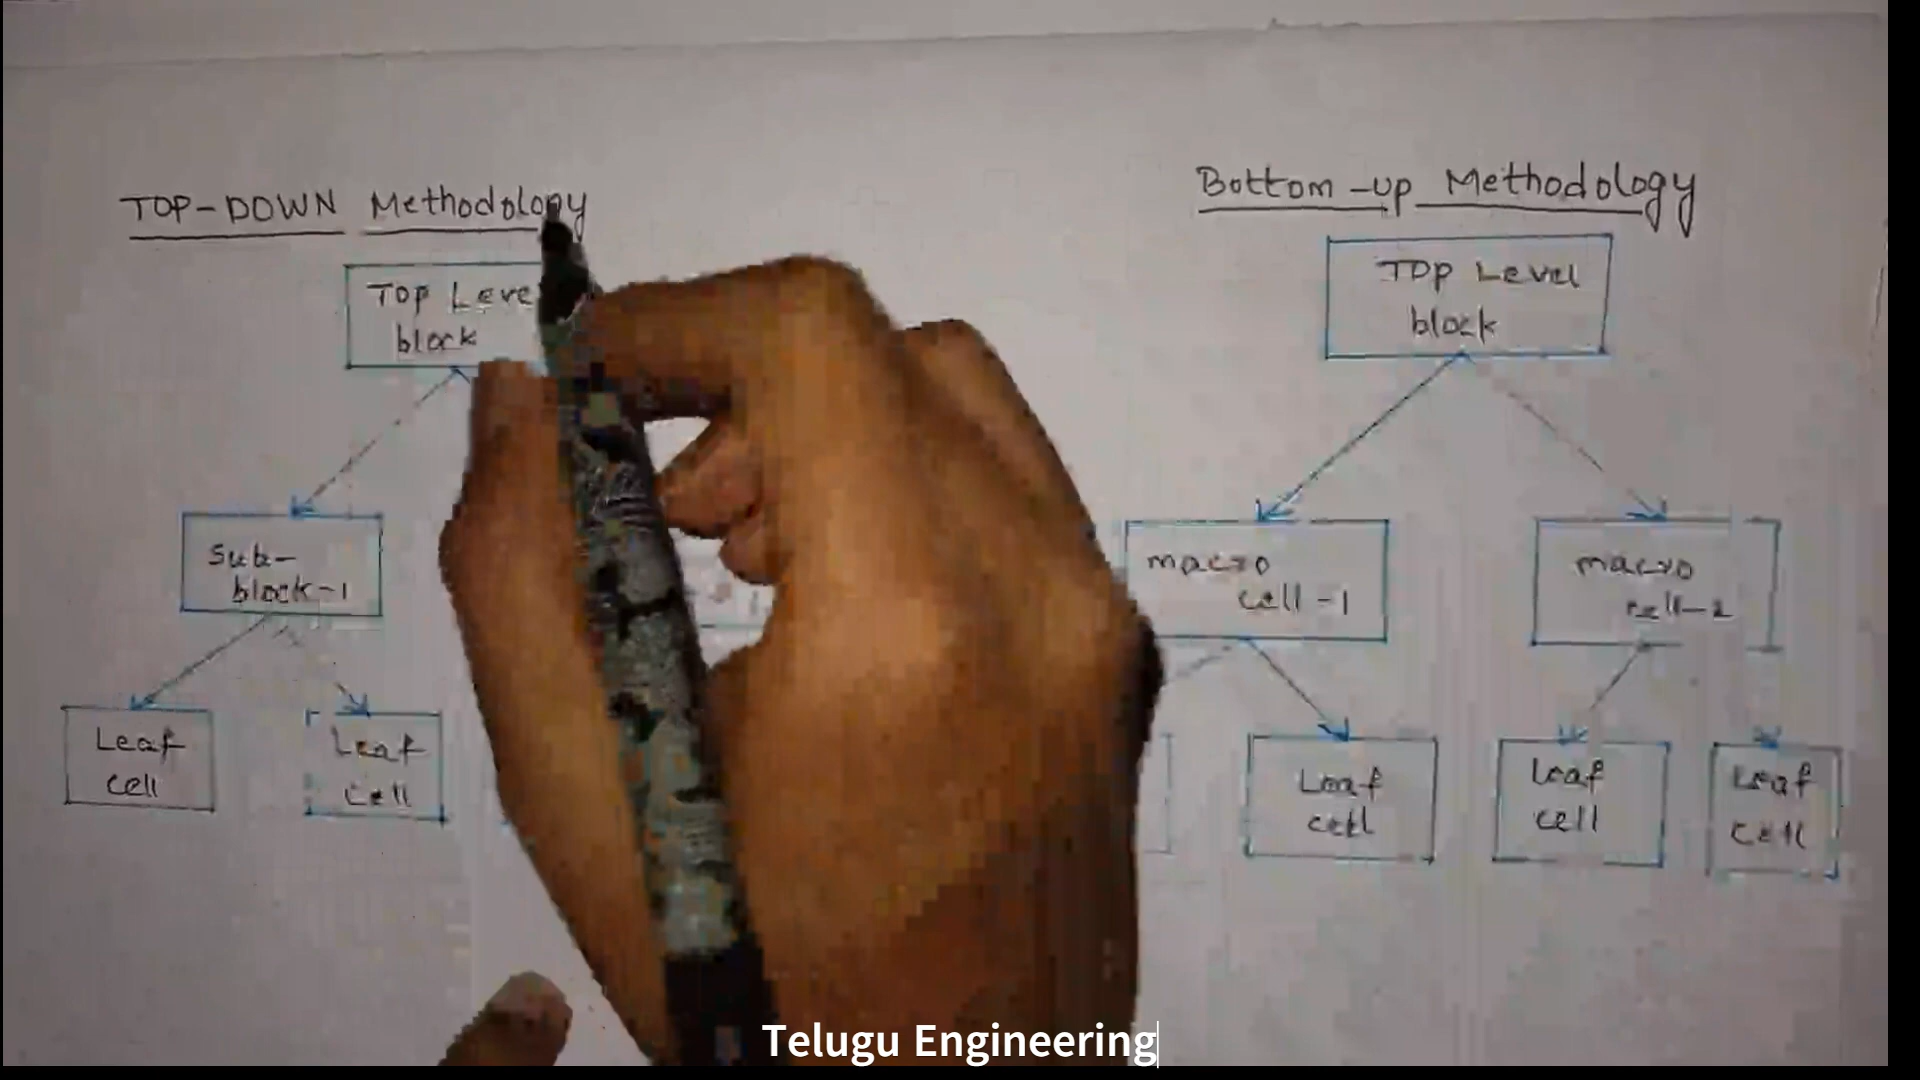 TOP-DOWN Methodology
Top Leve
block
Sub-
block-1
Leaf
cell
Leaf
cell
Bottom-up Methodology
Top Level
block
macro
cell-1
macro
cell-2
Leaf
cell
Leaf
cell
Leaf
cell
Telugu Engineering